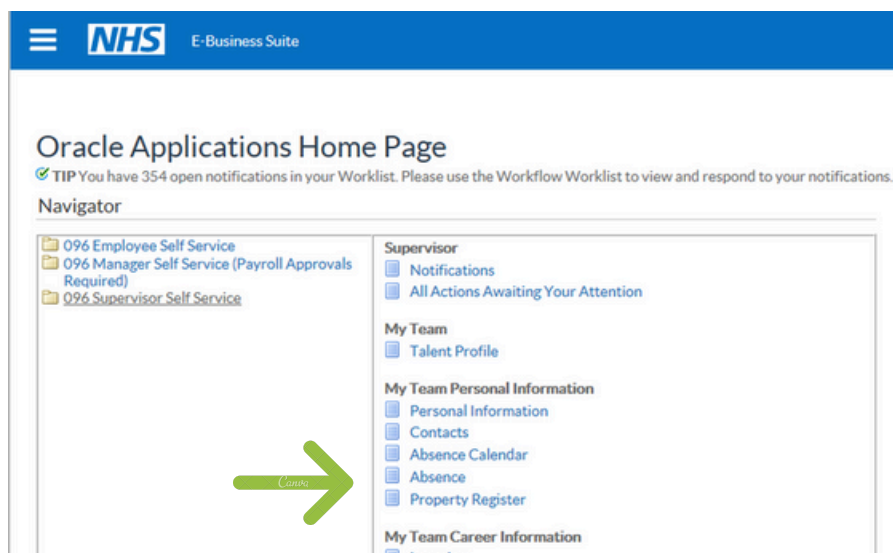 NHS E-Business Suite
Oracle Applications Home Page
TIP You have 354 open notifications in your Worklist. Please use the Workflow Worklist to view and respond to your notifications.
Navigator
096 Employee Self Service
096 Manager Self Service (Payroll Approvals
Required)
096 Supervisor Self Service
Supervisor
Notifications
All Actions Awaiting Your Attention
My Team
Talent Profile
My Team Personal Information
Personal Information
Contacts
Absence Calendar
Absence
Property Register
Canva
My Team Career Information